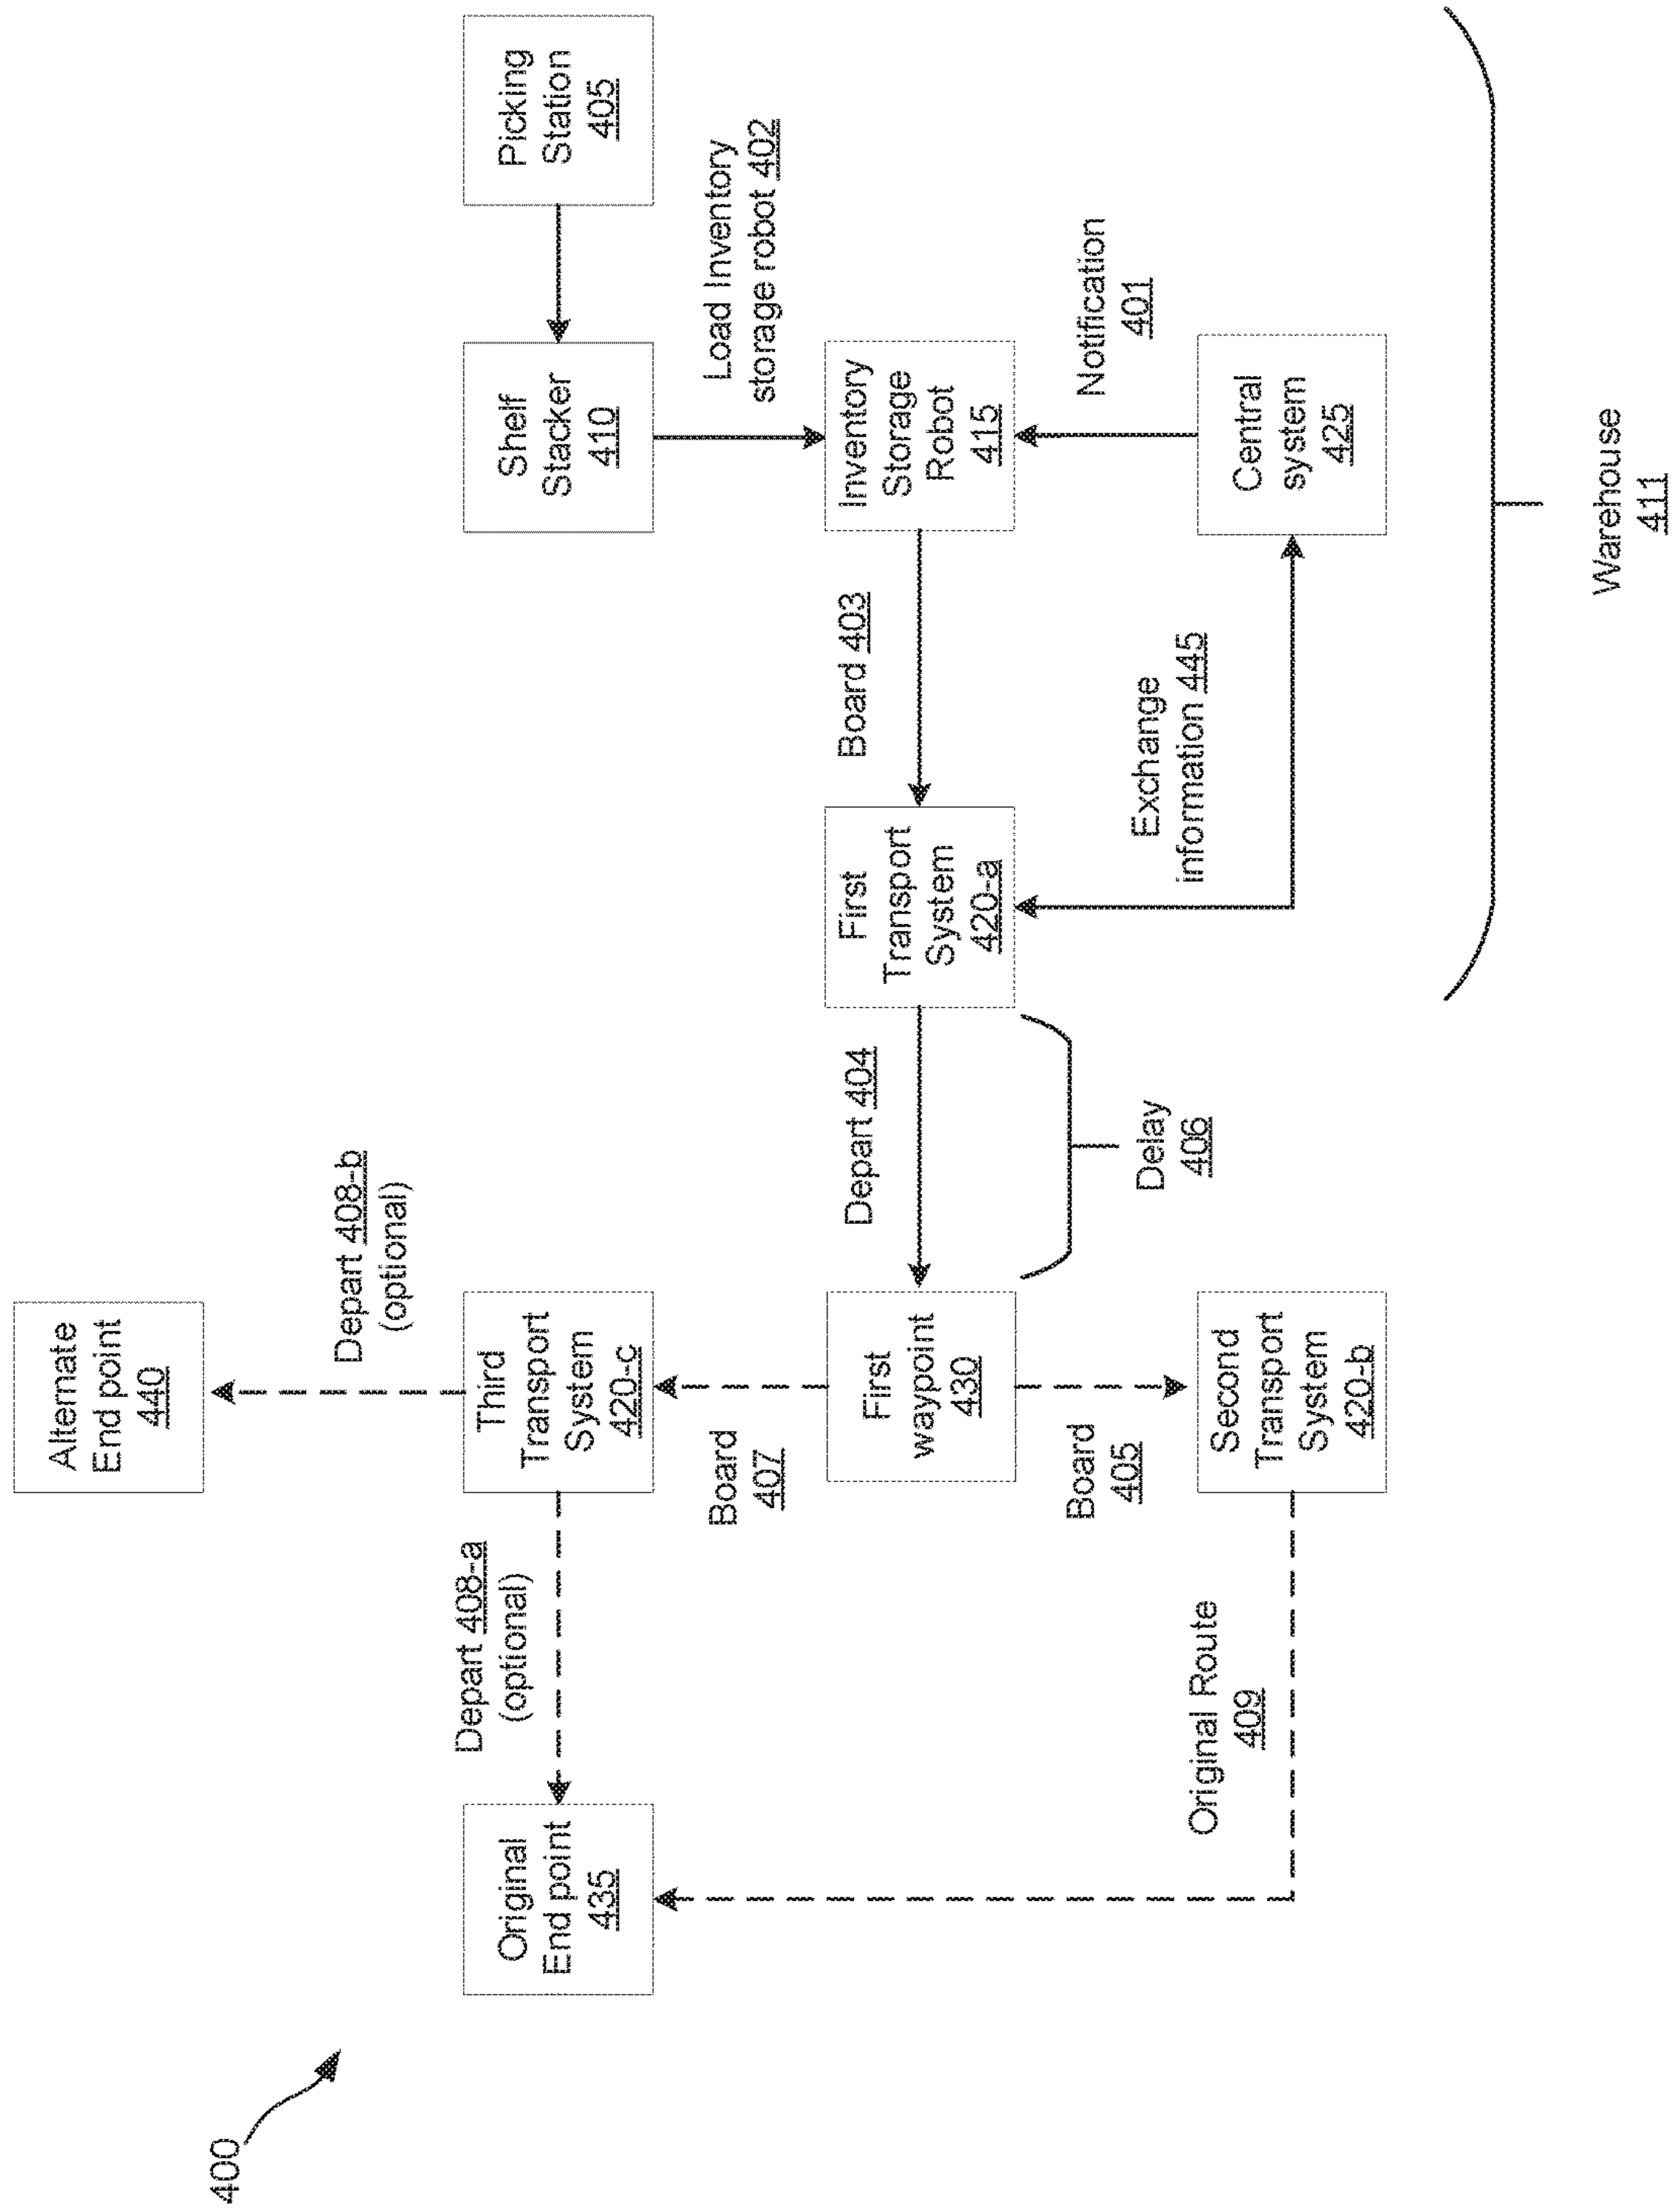 400
Original
End point
435
Depart 408-a
(optional)
Original Route
409
Alternate
End point
440
Depart 408-b
(optional)
Third
Transport
System
420-c
Board
407
First
waypoint
430
Board
405
Second
Transport
System
420-b
Depart 404
Delay
406
First
Transport
System
420-a
Board 403
Exchange
information 445
Shelf
Stacker
410
Load Inventory
storage robot 402
Inventory
Storage
Robot
415
Notification
401
Central
system
425
Picking
Station
405
Warehouse
411